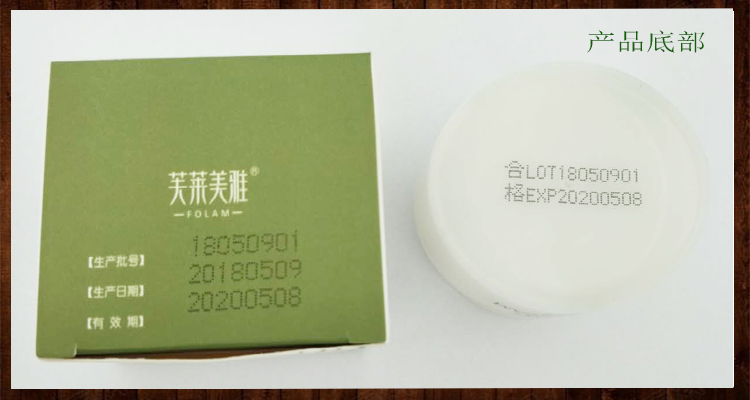 产品底部
芙莱美雅®
FOLAM
【生产批号】 18050901
【生产日期】 20180509
【有 效 期】 20200508
合LOT18050901
格EXP20200508